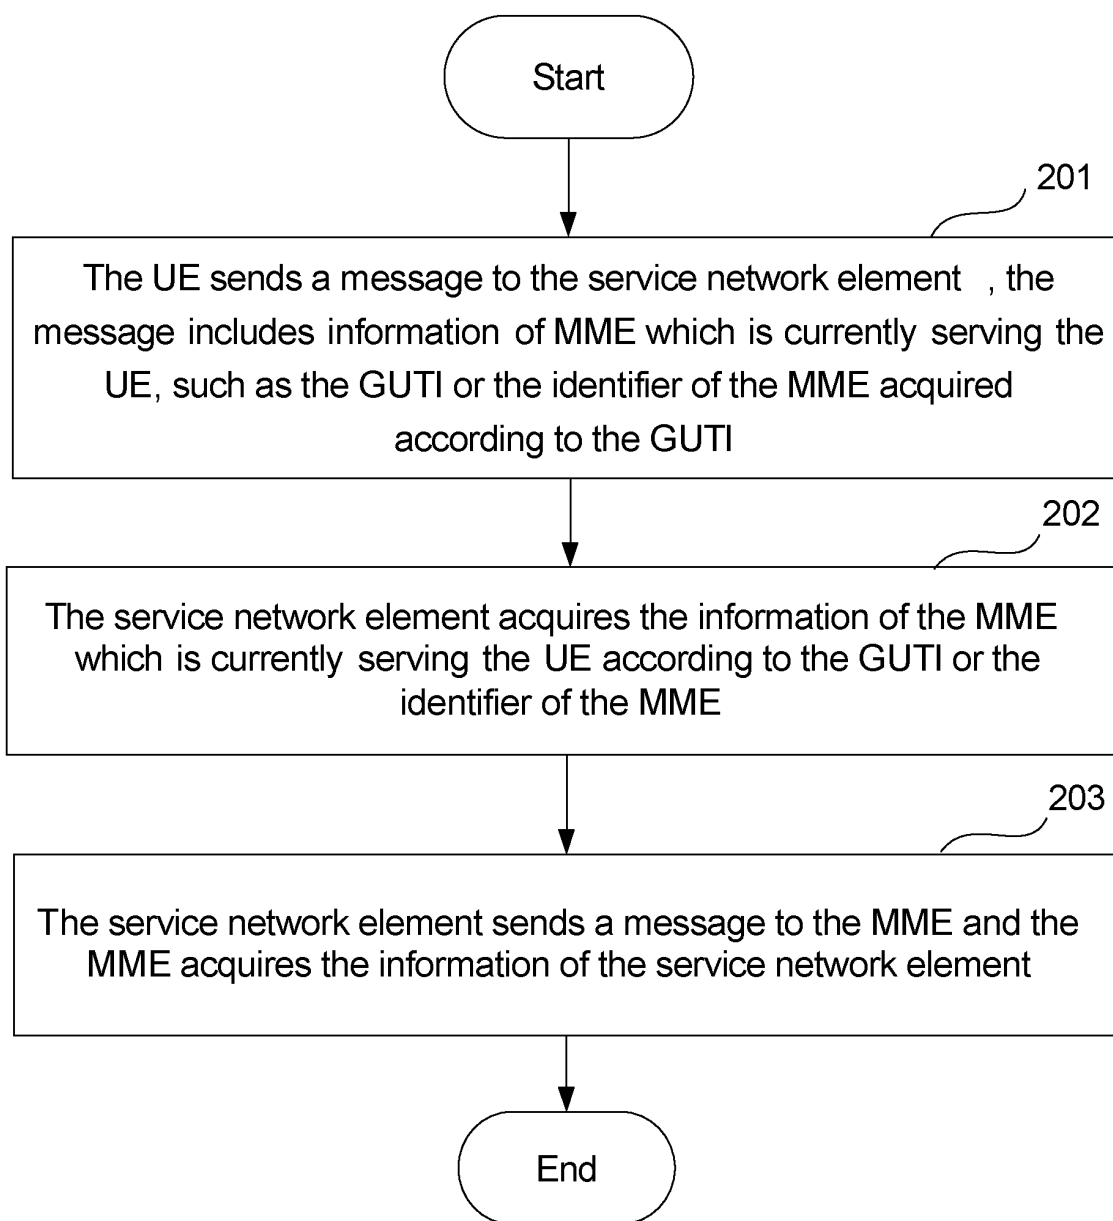 Start
201
The UE sends a message to the service network element , the
message includes information of MME which is currently serving the
UE, such as the GUTI or the identifier of the MME acquired
according to the GUTI
202
The service network element acquires the information of the MME
which is currently serving the UE according to the GUTI or the
identifier of the MME
203
The service network element sends a message to the MME and the
MME acquires the information of the service network element
End